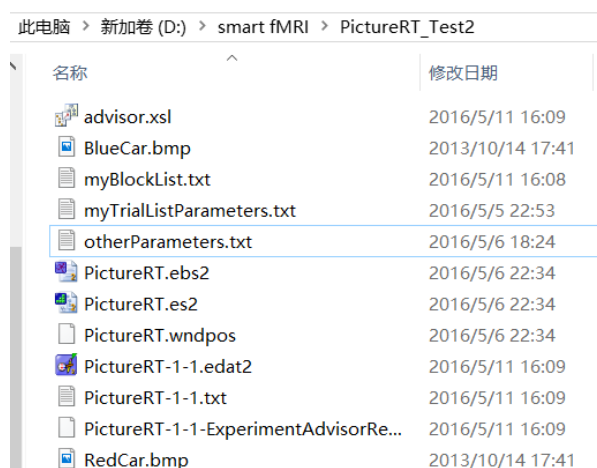 此电脑 > 新加卷 (D:) > smart fMRI > PictureRT_Test2
名称 修改日期
advisor.xsl 2016/5/11 16:09
BlueCar.bmp 2013/10/14 17:41
myBlockList.txt 2016/5/11 16:08
myTrialListParameters.txt 2016/5/5 22:53
otherParameters.txt 2016/5/6 18:24
PictureRT.ebs2 2016/5/6 22:34
PictureRT.es2 2016/5/6 22:34
PictureRT.wndpos 2016/5/6 22:34
PictureRT-1-1.edat2 2016/5/11 16:09
PictureRT-1-1.txt 2016/5/11 16:09
PictureRT-1-1-ExperimentAdvisorRe... 2016/5/11 16:09
RedCar.bmp 2013/10/14 17:41